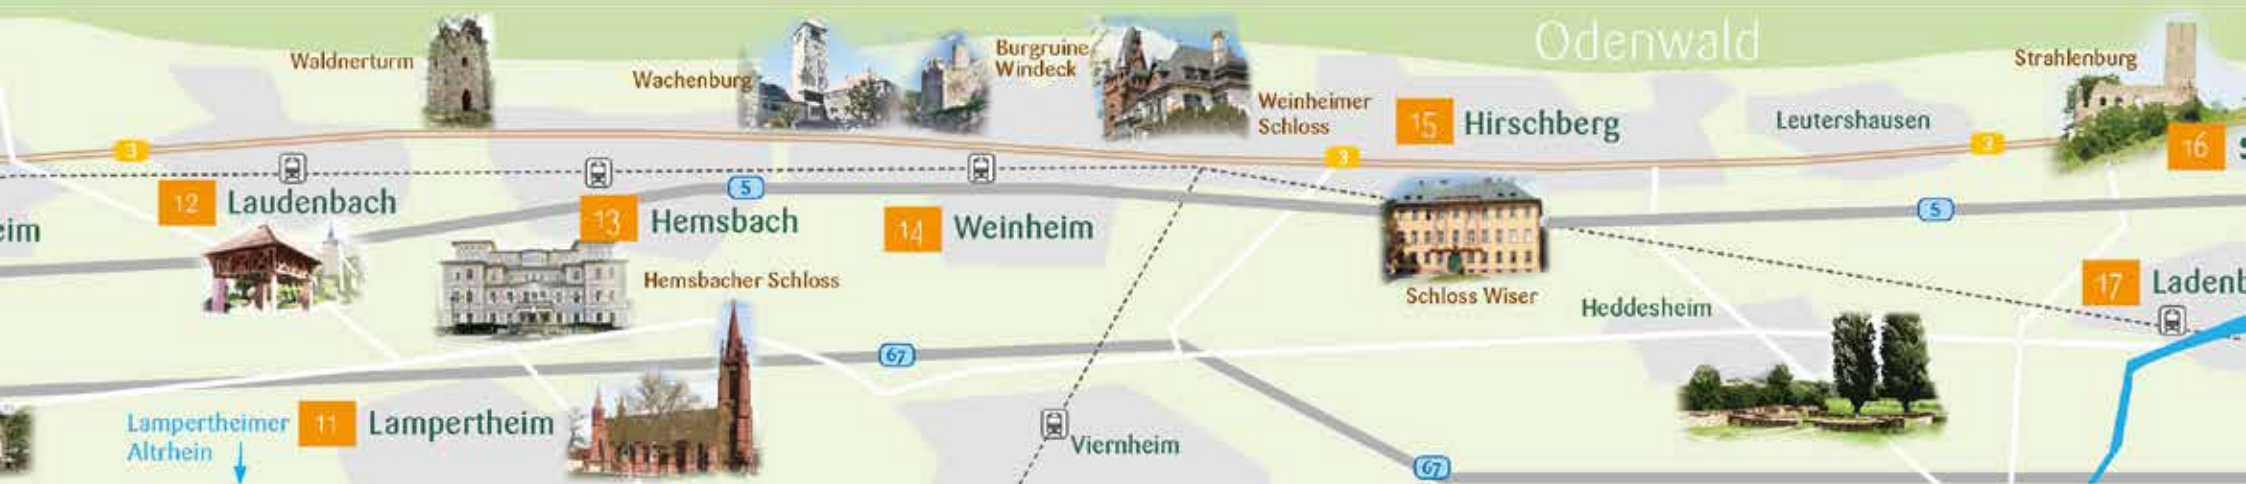 Odenwald
Waldnerturm
Wachenburg
Burgruine
Windeck
Weinheimer
Schloss
15 Hirschberg
Leutershausen
Strahlenburg
16 S
3
3
3
12 Laudenbach
13 Hemsbach
5
14 Weinheim
5
eim
Hemsbacher Schloss
Schloss Wiser
Heddesheim
17 Ladenb
67
Lampertheimer
Altrhein
11 Lampertheim
Viernheim
67